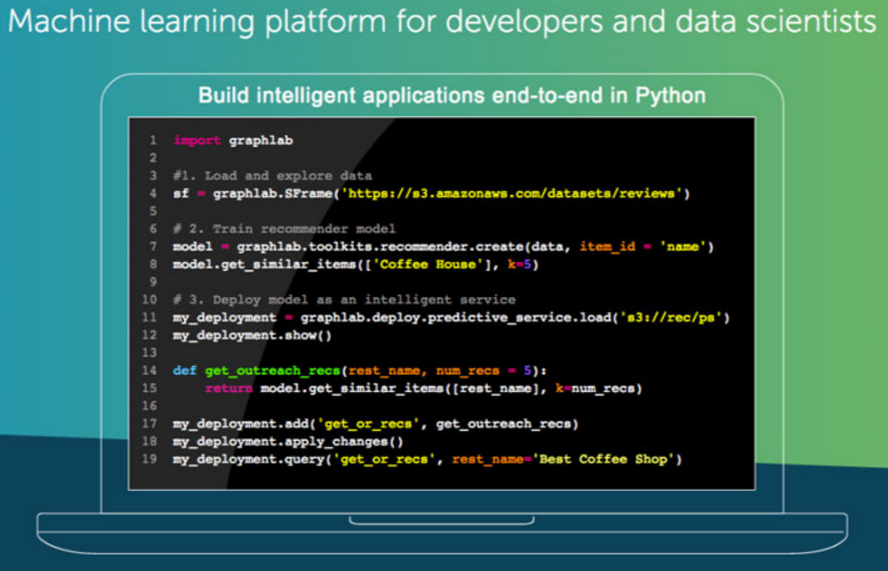 Machine learning platform for developers and data scientists
Build intelligent applications end-to-end in Python
1 import graphlab
2
3 #1. Load and explore data
4 sf = graphlab.SFrame('https://s3.amazonaws.com/datasets/reviews')
5
6 # 2. Train recommender model
7 model = graphlab.toolkits.recommender.create(data, item_id = 'name')
8 model.get_similar_items(['Coffee House'], k=5)
9
10 # 3. Deploy model as an intelligent service
11 my_deployment = graphlab.deploy.predictive_service.load('s3://rec/ps')
12 my_deployment.show()
13
14 def get_outreach_recs(rest_name, num_recs = 5):
15 return model.get_similar_items([rest_name], k=num_recs)
16
17 my_deployment.add('get_or_recs', get_outreach_recs)
18 my_deployment.apply_changes()
19 my_deployment.query('get_or_recs', rest_name='Best Coffee Shop')